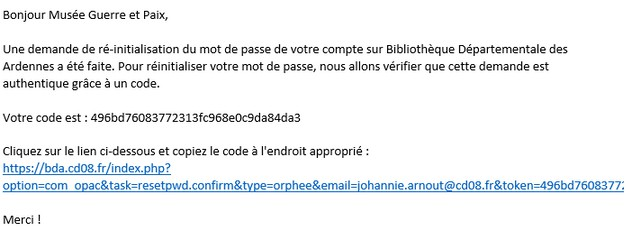 Bonjour Musée Guerre et Paix,
Une demande de ré-initialisation du mot de passe de votre compte sur Bibliothèque Départementale des
Ardennes a été faite. Pour réinitialiser votre mot de passe, nous allons vérifier que cette demande est
authentique grâce à un code.
Votre code est : 496bd76083772313fc968e0c9da84da3
Cliquez sur le lien ci-dessous et copiez le code à l'endroit approprié :
https://bda.cd08.fr/index.php?
option=com_opac&task=resetpwd.confirm&type=orphee&email=johannie.arnout@cd08.fr&token=496bd76083772
Merci !